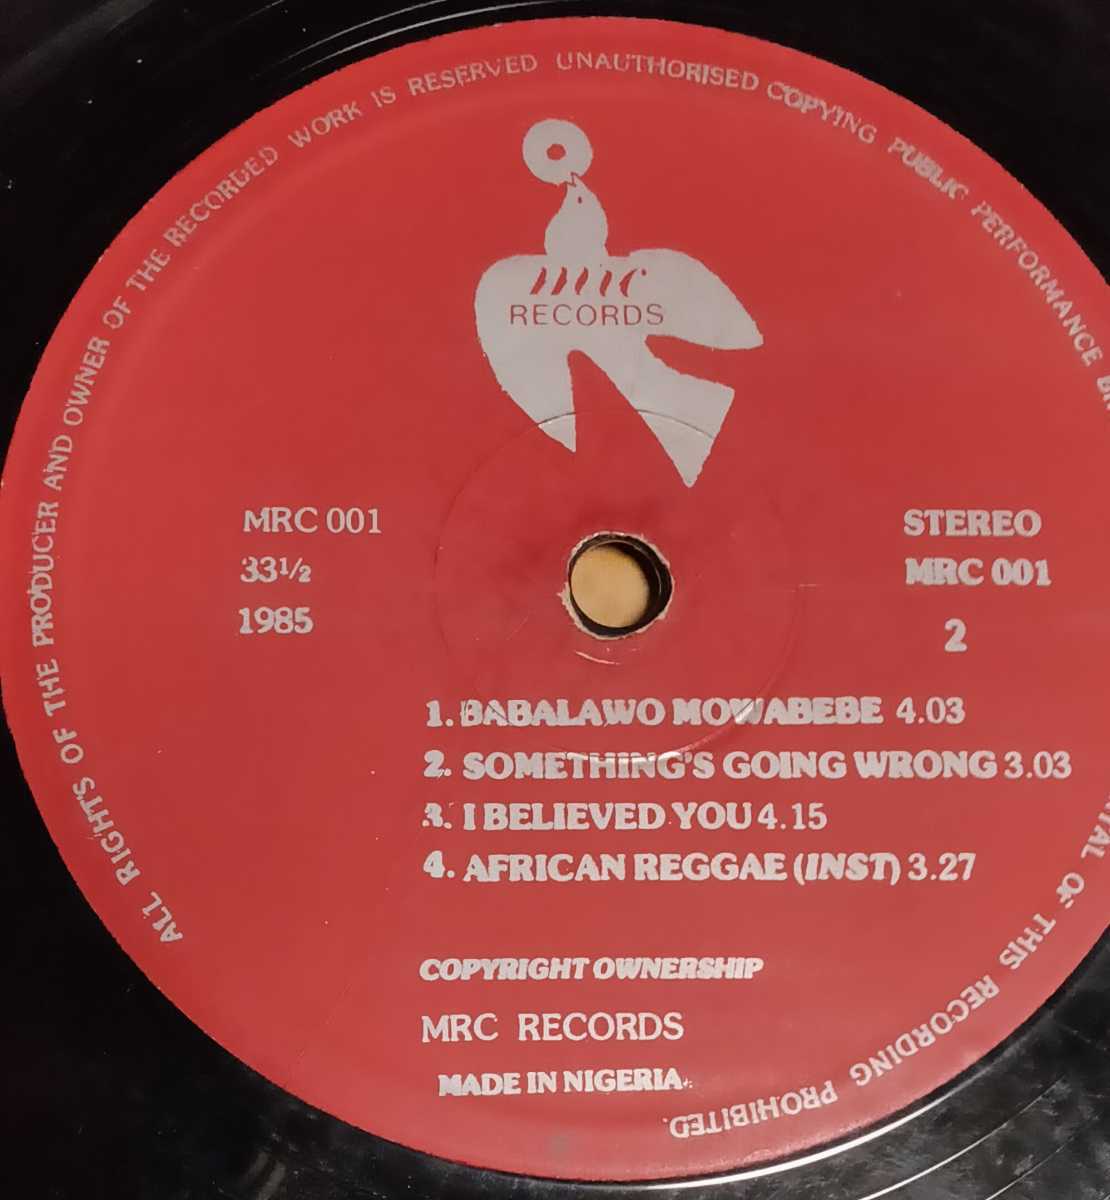 ALL RIGHTS OF THE PRODUCER AND OWNER OF THE RECORDED WORK IS RESERVED UNAUTHORISED COPYING PUBLIC PERFORMANCE
OF THIS RECORDING PROHIBITED.
mrc
RECORDS
MRC 001
33½
1985
STEREO
MRC 001
2
1. BABALAWO MOWABEBE 4.03
2. SOMETHING'S GOING WRONG 3.03
3. I BELIEVED YOU 4.15
4. AFRICAN REGGAE (INST) 3.27
COPYRIGHT OWNERSHIP
MRC RECORDS
MADE IN NIGERIA